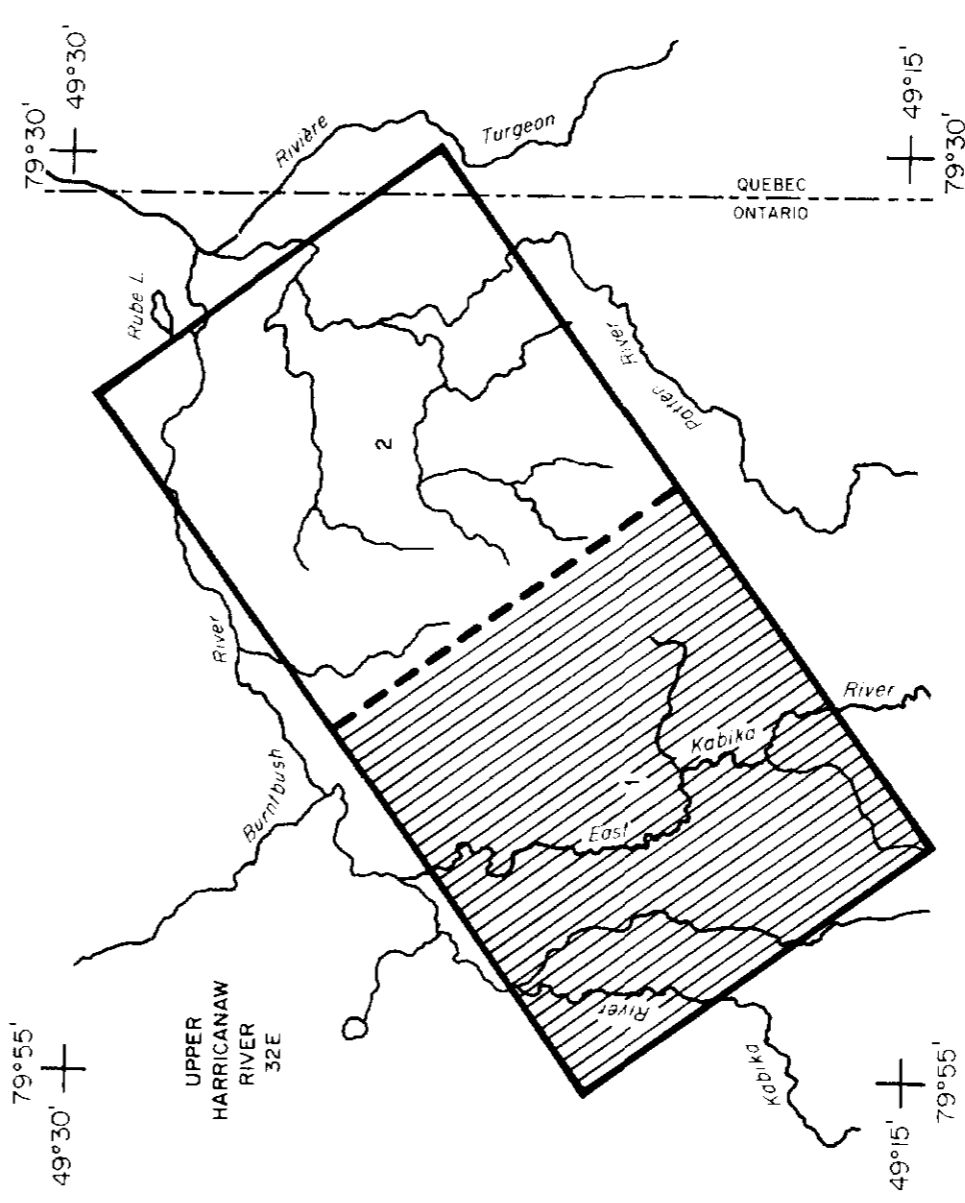 79°30'
49°30'
Rivière
Turgeon
Rube L.
QUEBEC
ONTARIO
49°15'
79°30'
Patten River
2
River
Burntbush
River
Kabika
1
East
River
Kabika
79°55'
49°30'
UPPER
HARRICANAW
RIVER
32E
49°15'
79°55'